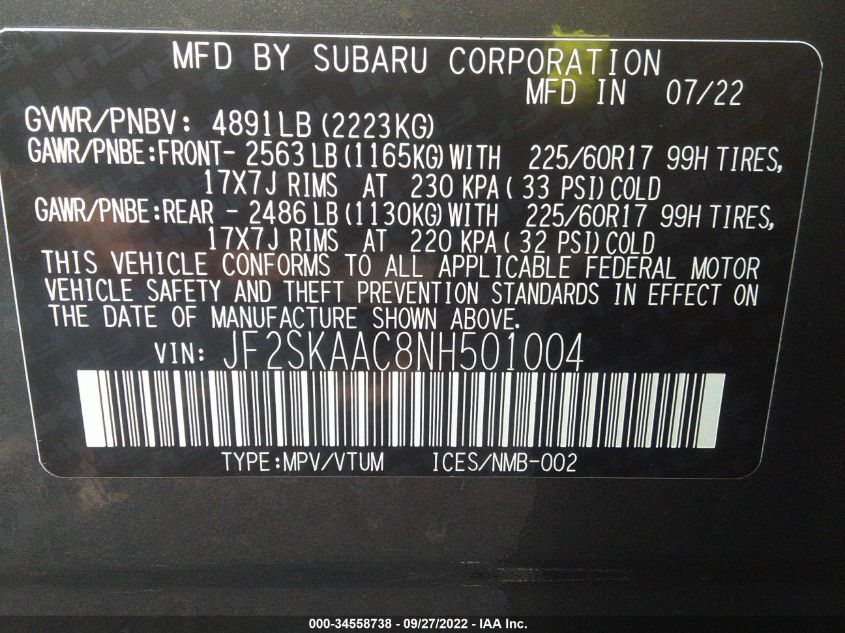 MFD BY SUBARU CORPORATION
MFD IN 07/22
GVWR/PNBV: 4891LB (2223KG)
GAWR/PNBE:FRONT- 2563 LB (1165KG) WITH 225/60R17 99H TIRES,
17X7J RIMS AT 230 KPA ( 33 PSI) COLD
GAWR/PNBE:REAR - 2486 LB (1130KG) WITH 225/60R17 99H TIRES,
17X7J RIMS AT 220 KPA ( 32 PSI) COLD
THIS VEHICLE CONFORMS TO ALL APPLICABLE FEDERAL MOTOR
VEHICLE SAFETY AND THEFT PREVENTION STANDARDS IN EFFECT ON
THE DATE OF MANUFACTURE SHOWN ABOVE.
VIN: JF2SKAAC8NH501004
TYPE:MPV/VTUM ICES/NMB-002
000-34558738 - 09/27/2022 - IAA Inc.